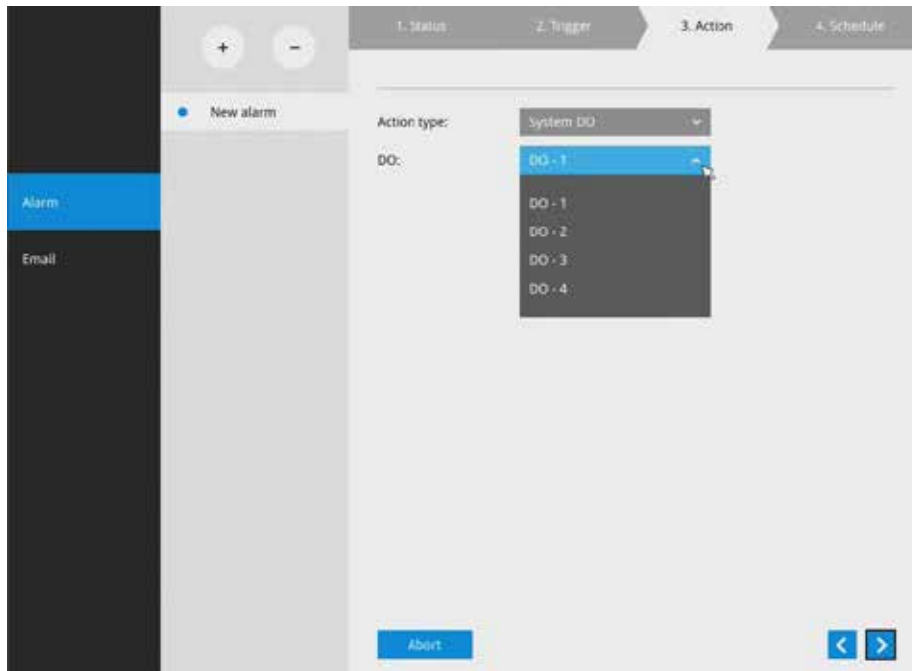 1. Status
2. Trigger
3. Action
4. Schedule
+
-
New alarm
Action type:
System DO
DO:
DO - 1
Alarm
DO - 1
DO - 2
Email
DO - 3
DO - 4
Abort
<
>